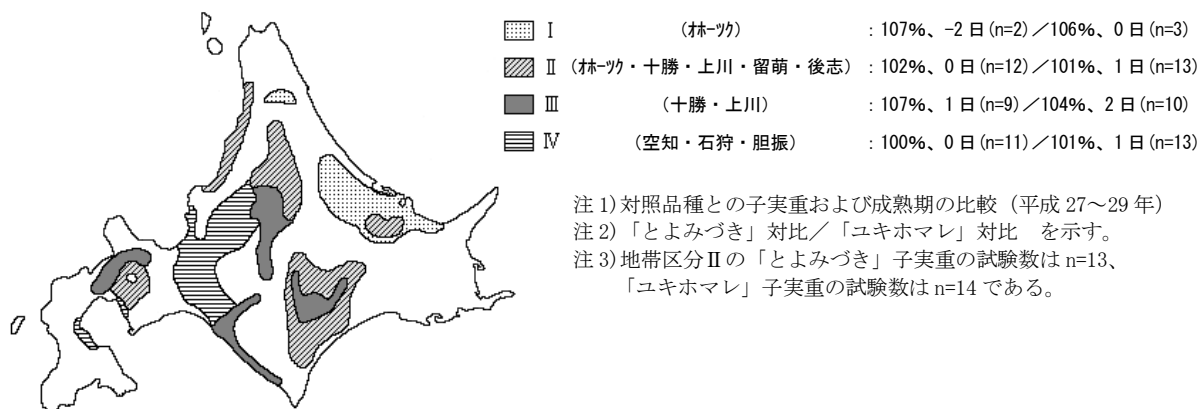 Ⅰ (ｵﾎｰﾂｸ) : 107%、-2 日(n=2)／106%、0 日(n=3)
Ⅱ (ｵﾎｰﾂｸ・十勝・上川・留萌・後志) : 102%、0 日(n=12)／101%、1 日(n=13)
Ⅲ (十勝・上川) : 107%、1 日(n=9)／104%、2 日(n=10)
Ⅳ (空知・石狩・胆振) : 100%、0 日(n=11)／101%、1 日(n=13)
注 1)対照品種との子実重および成熟期の比較（平成 27～29 年）
注 2)「とよみづき」対比／「ユキホマレ」対比　を示す。
注 3)地帯区分Ⅱの「とよみづき」子実重の試験数は n=13、
「ユキホマレ」子実重の試験数は n=14 である。